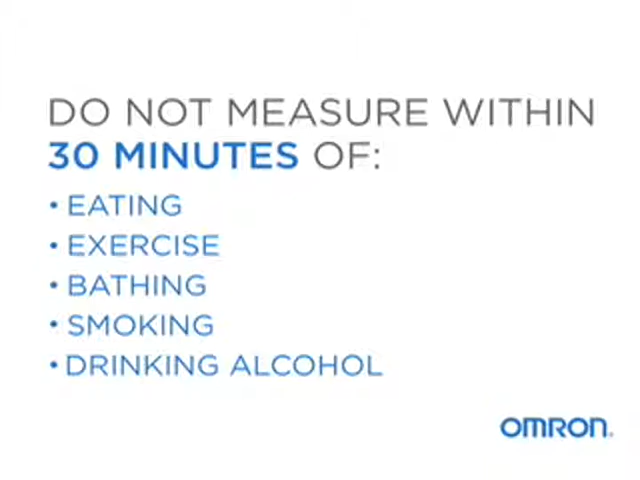 DO NOT MEASURE WITHIN
30 MINUTES OF:
• EATING
• EXERCISE
• BATHING
• SMOKING
• DRINKING ALCOHOL
OMRON.